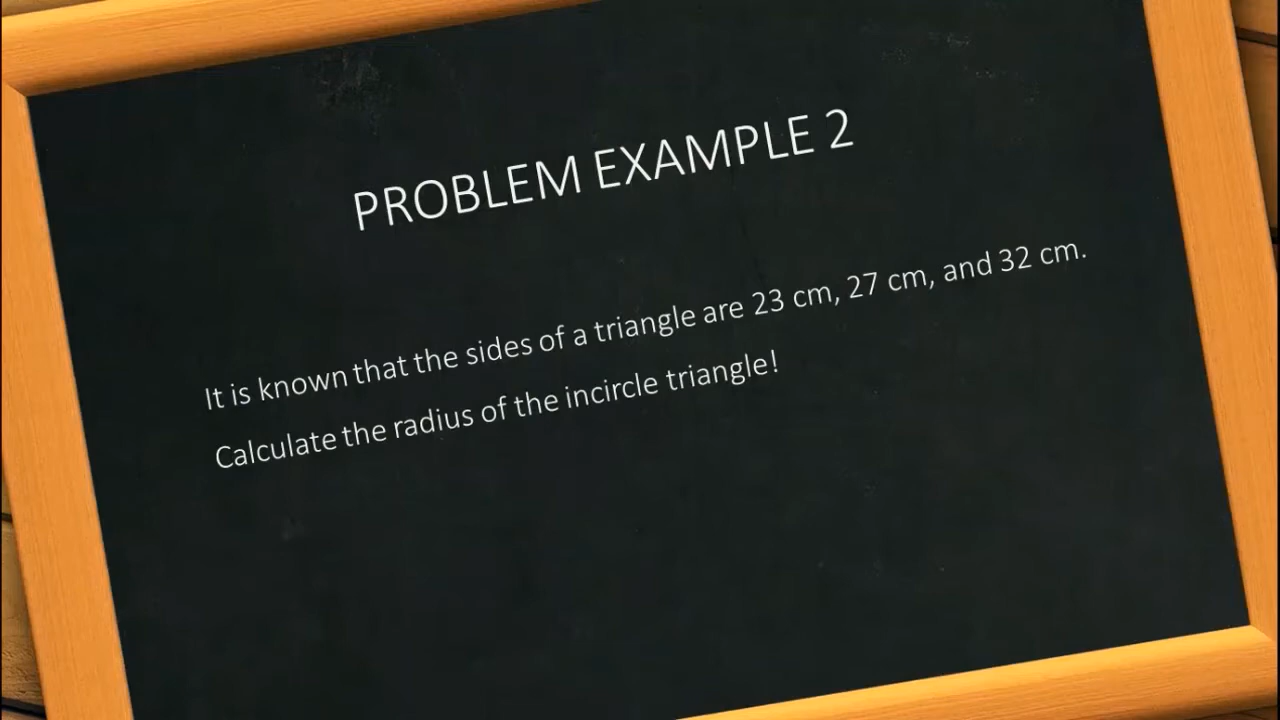 PROBLEM EXAMPLE 2
It is known that the sides of a triangle are 23 cm, 27 cm, and 32 cm.
Calculate the radius of the incircle triangle!